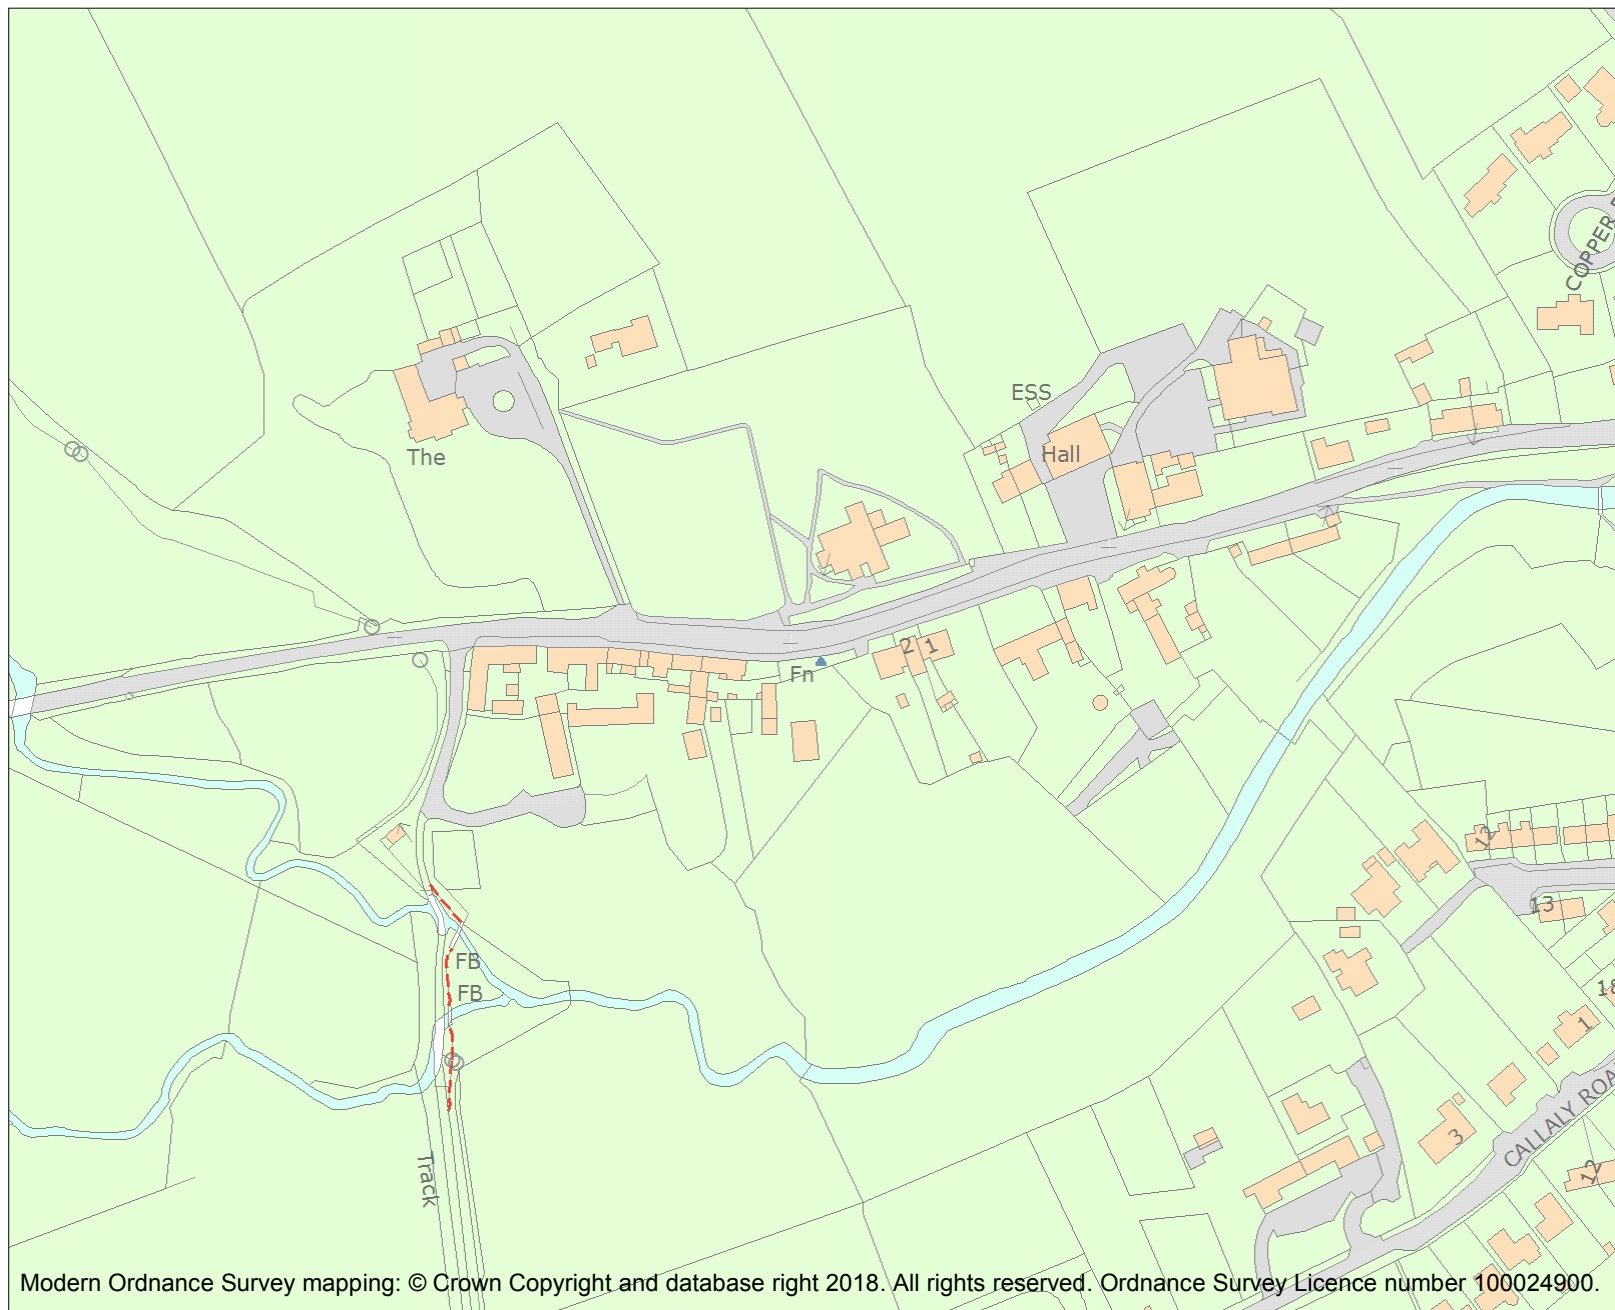 COPPER
ESS
Hall
The
2 1
Fn
12
13
FB
FB
18
1
CALLALY ROA
3
Track
12
Modern Ordnance Survey mapping: © Crown Copyright and database right 2018. All rights reserved. Ordnance Survey Licence number 100024900.